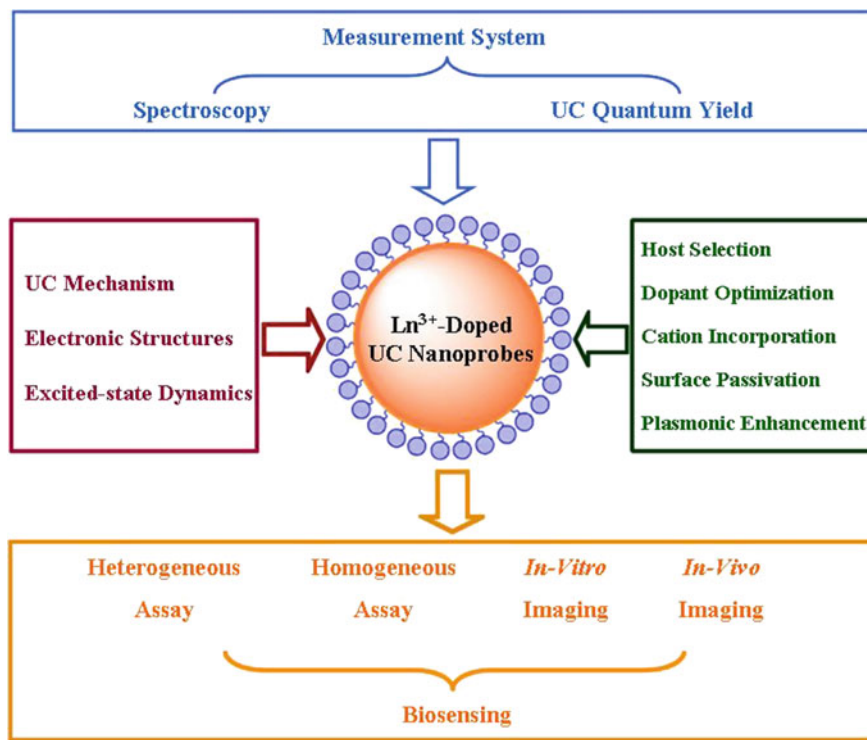 Measurement System
Spectroscopy
UC Quantum Yield
UC Mechanism
Electronic Structures
Excited-state Dynamics
Ln³⁺-Doped
UC Nanoprobes
Host Selection
Dopant Optimization
Cation Incorporation
Surface Passivation
Plasmonic Enhancement
Heterogeneous
Assay
Homogeneous
Assay
In-Vitro
Imaging
In-Vivo
Imaging
Biosensing